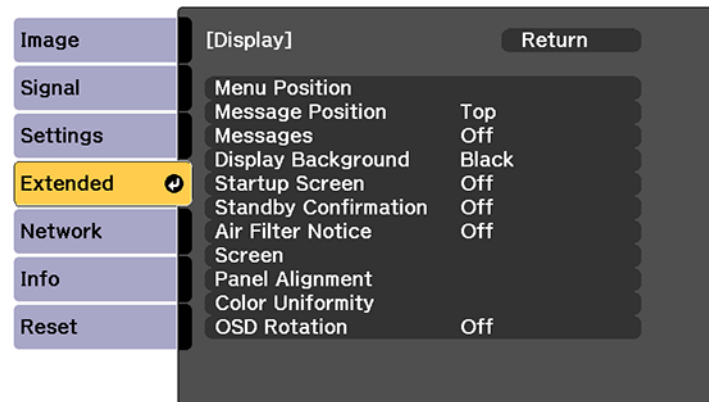 Image
Signal
Settings
Extended
Network
Info
Reset
[Display] Return
Menu Position
Message Position Top
Messages Off
Display Background Black
Startup Screen Off
Standby Confirmation Off
Air Filter Notice Off
Screen
Panel Alignment
Color Uniformity
OSD Rotation Off